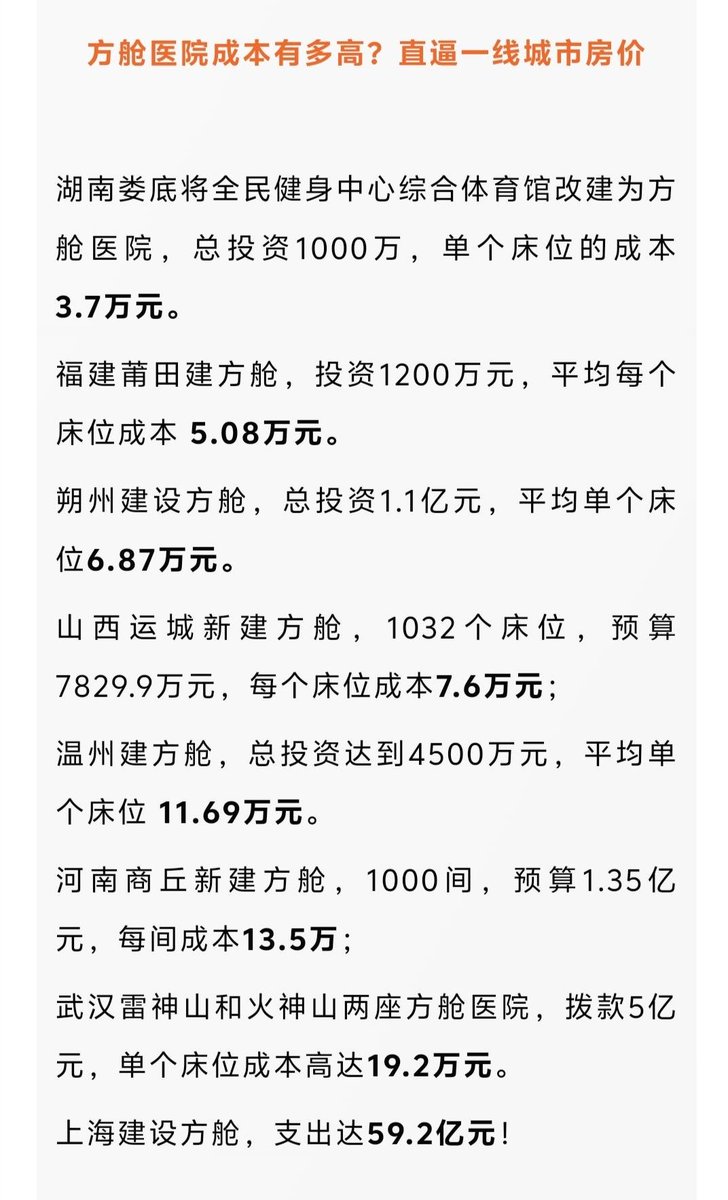 方舱医院成本有多高？直逼一线城市房价
湖南娄底将全民健身中心综合体育馆改建为方
舱医院，总投资1000万，单个床位的成本
3.7万元。
福建莆田建方舱，投资1200万元，平均每个
床位成本 5.08万元。
朔州建设方舱，总投资1.1亿元，平均单个床
位6.87万元。
山西运城新建方舱，1032个床位，预算
7829.9万元，每个床位成本7.6万元；
温州建方舱，总投资达到4500万元，平均单
个床位 11.69万元。
河南商丘新建方舱，1000间，预算1.35亿
元，每间成本13.5万；
武汉雷神山和火神山两座方舱医院，拨款5亿
元，单个床位成本高达19.2万元。
上海建设方舱，支出达59.2亿元！